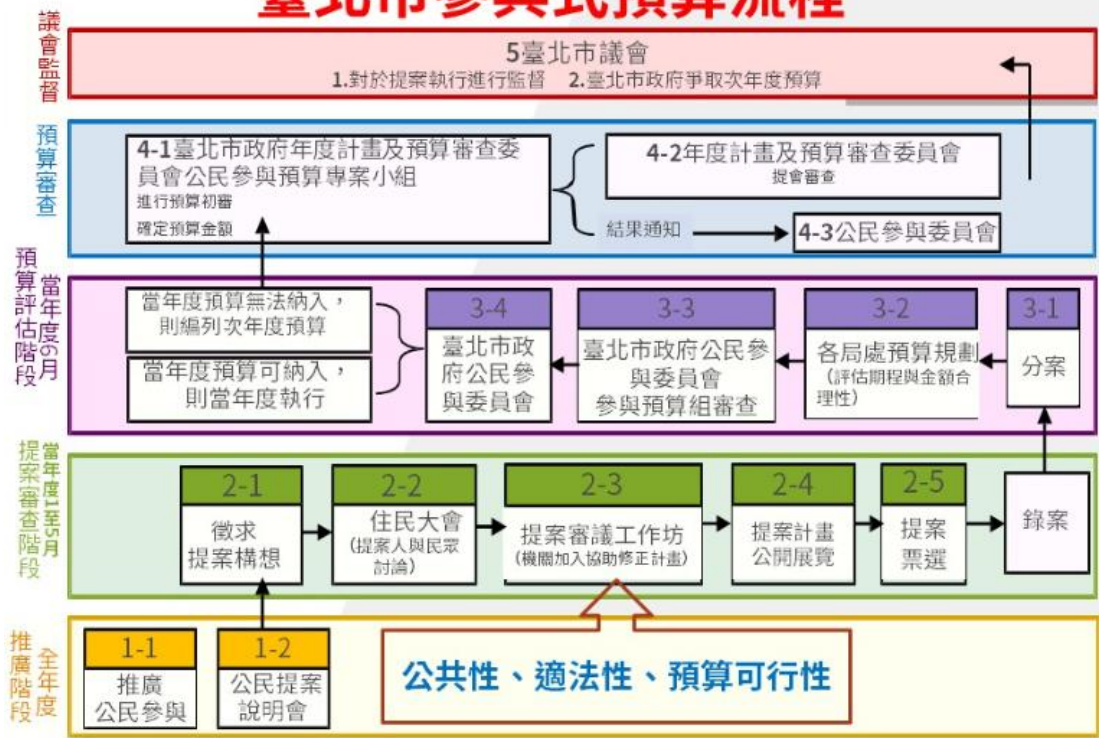 臺北市參與式預算流程
議會監督
5臺北市議會
1.對於提案執行進行監督 2.臺北市政府爭取次年度預算
預算審查
4-1臺北市政府年度計畫及預算審查委
員會公民參與預算專案小組
進行預算初審
確定預算金額
4-2年度計畫及預算審查委員會
提會審查
結果通知
4-3公民參與委員會
預算評估階段
當年度6月
當年度預算無法納入，
則編列次年度預算
當年度預算可納入，
則當年度執行
3-4
臺北市政
府公民參
與委員會
3-3
臺北市政府公民參
與委員會
參與預算組審查
3-2
各局處預算規劃
（評估期程與金額合
理性）
3-1
分案
提案審查階段
當年度1至5月
2-1
徵求
提案構想
2-2
住民大會
(提案人與民眾
討論)
2-3
提案審議工作坊
(機關加入協助修正計畫)
2-4
提案計畫
公開展覽
2-5
提案
票選
錄案
推廣階段
全年度
1-1
推廣
公民參與
1-2
公民提案
說明會
公共性、適法性、預算可行性